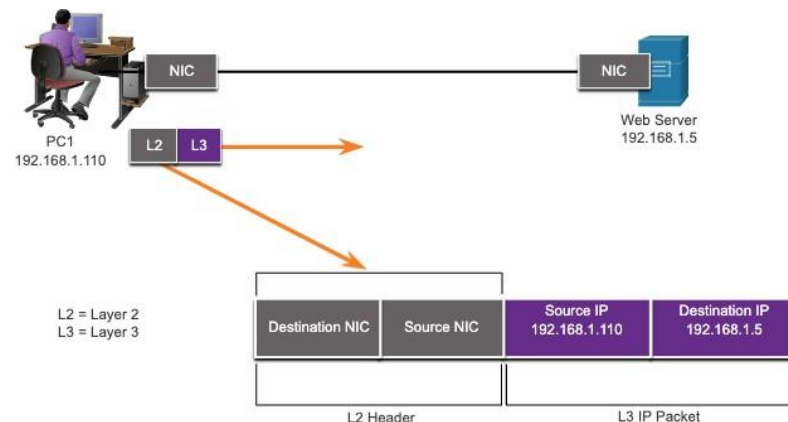 NIC
NIC
PC1
192.168.1.110
L2 L3
Web Server
192.168.1.5
L2 = Layer 2
L3 = Layer 3
Destination NIC
Source NIC
Source IP
192.168.1.110
Destination IP
192.168.1.5
L2 Header
L3 IP Packet